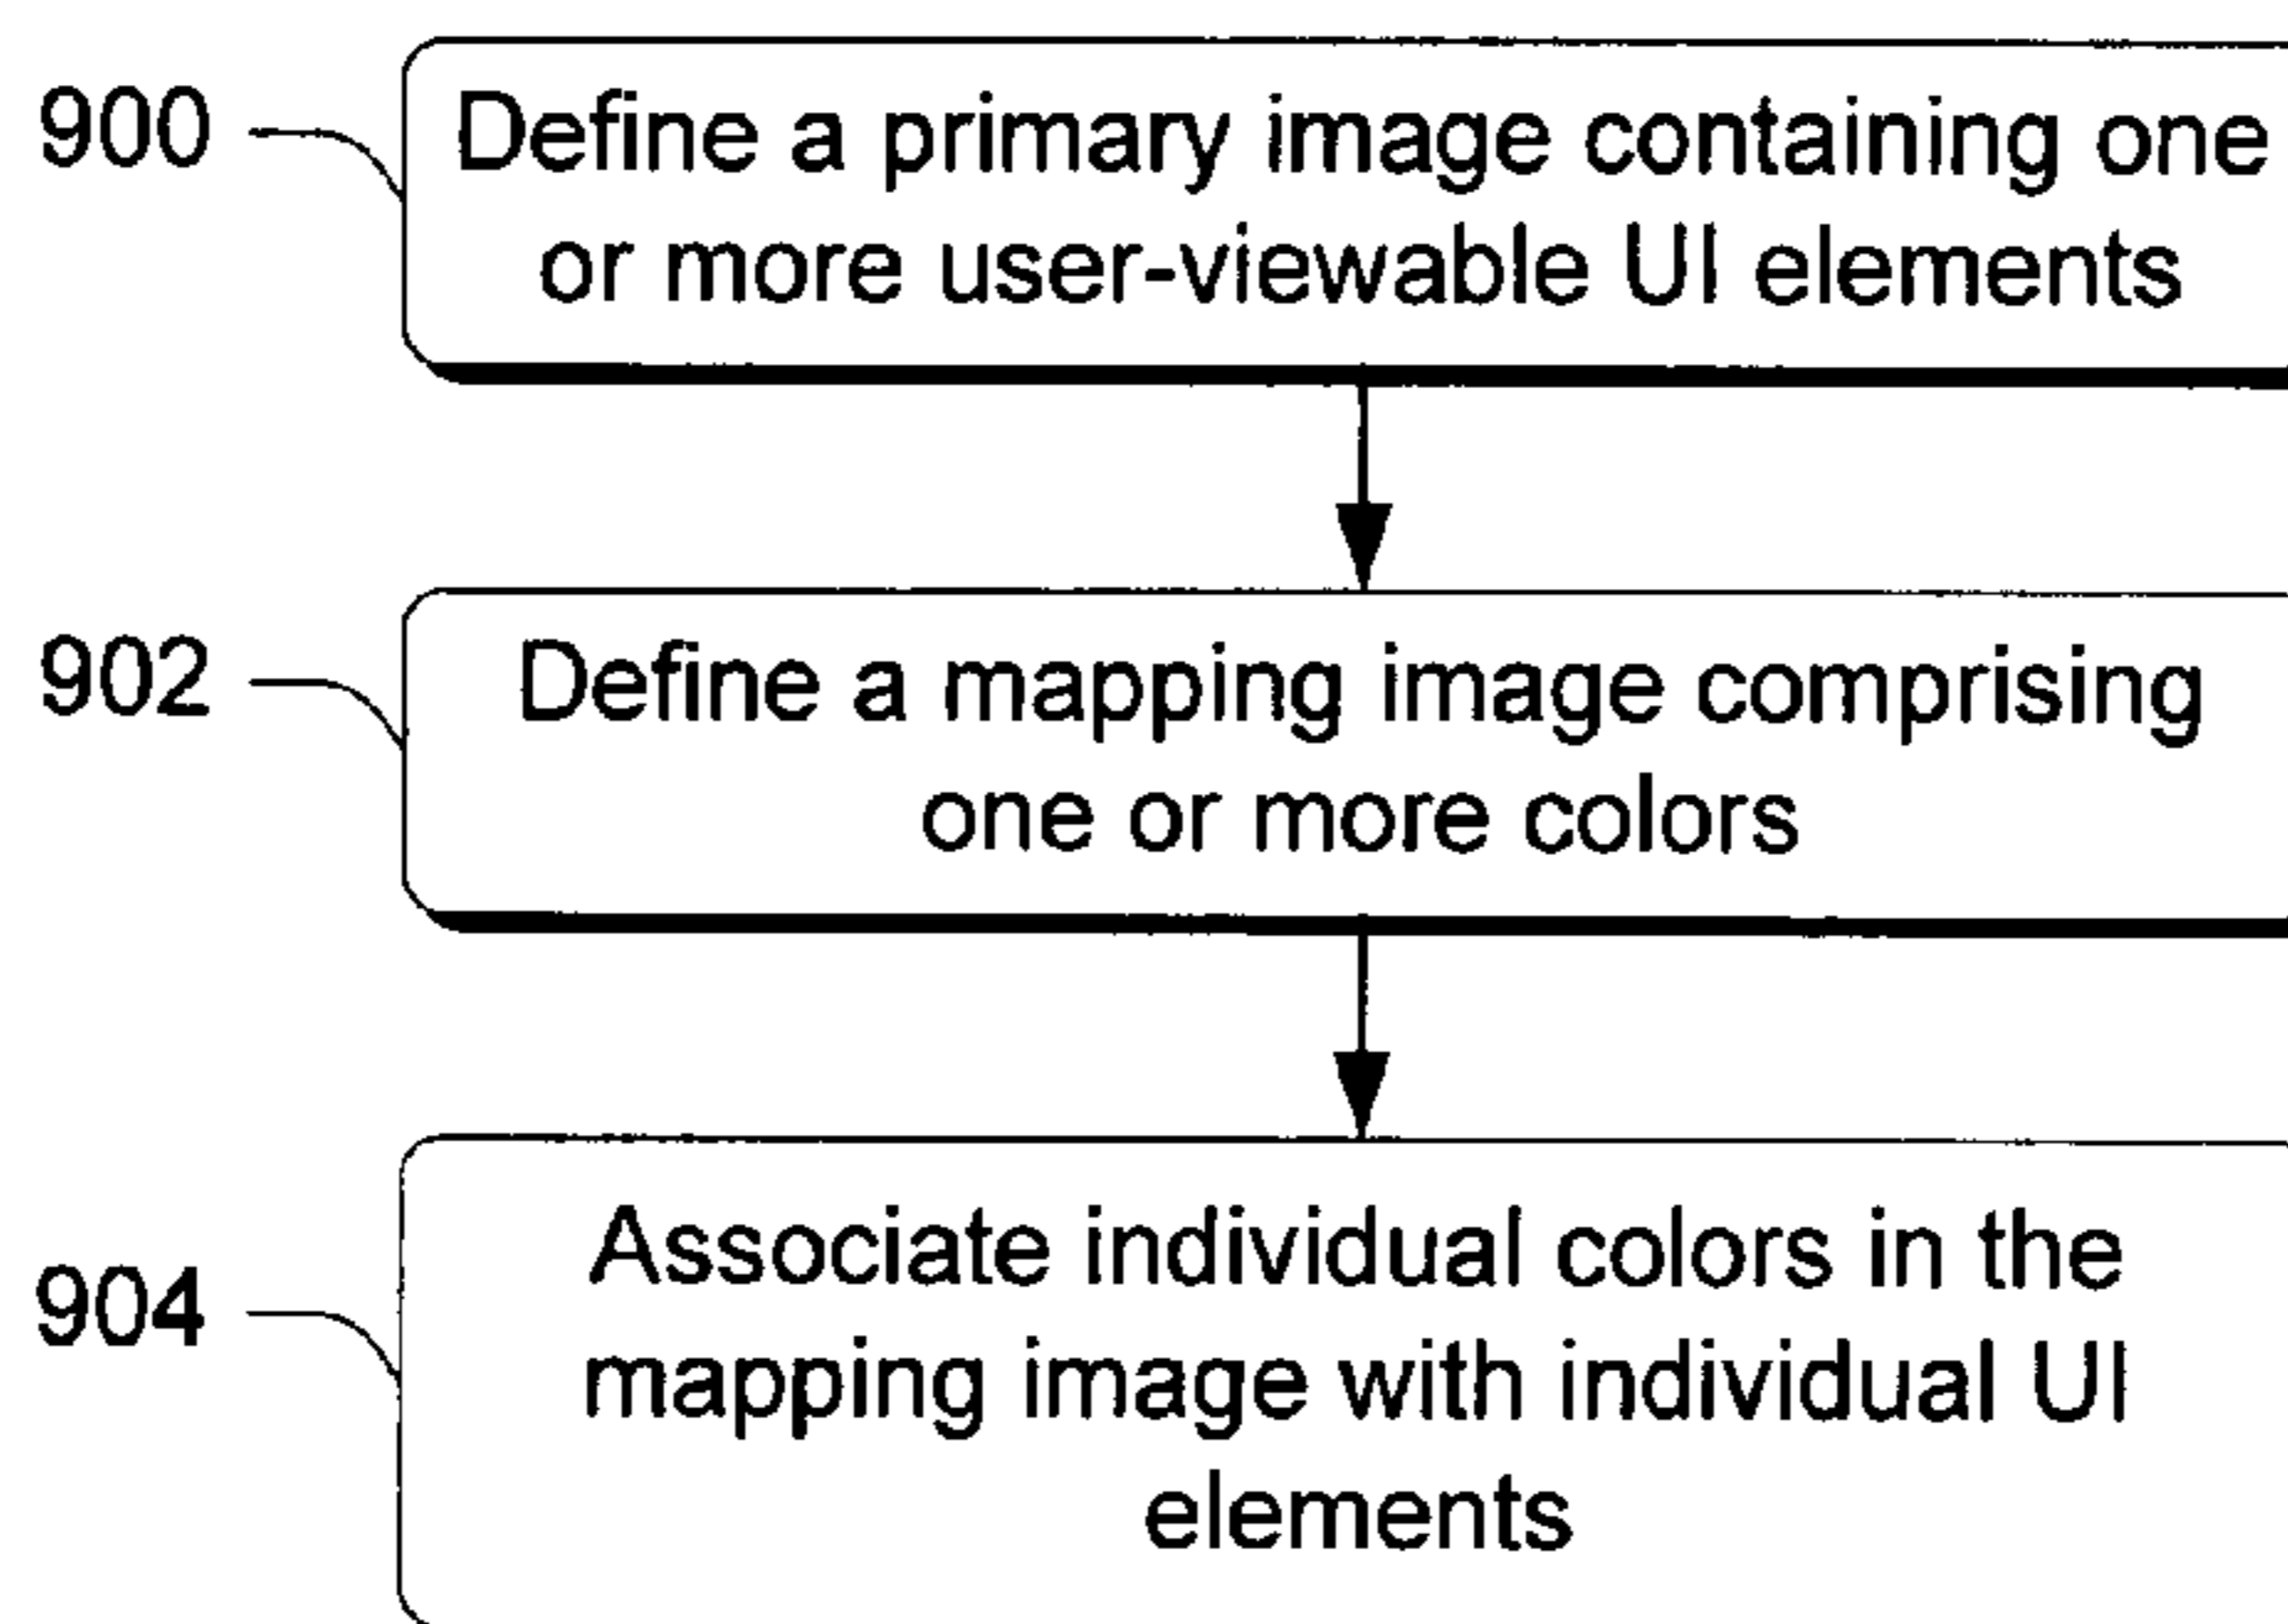 900
Define a primary image containing one
or more user-viewable UI elements
902
Define a mapping image comprising
one or more colors
904
Associate individual colors in the
mapping image with individual UI
elements